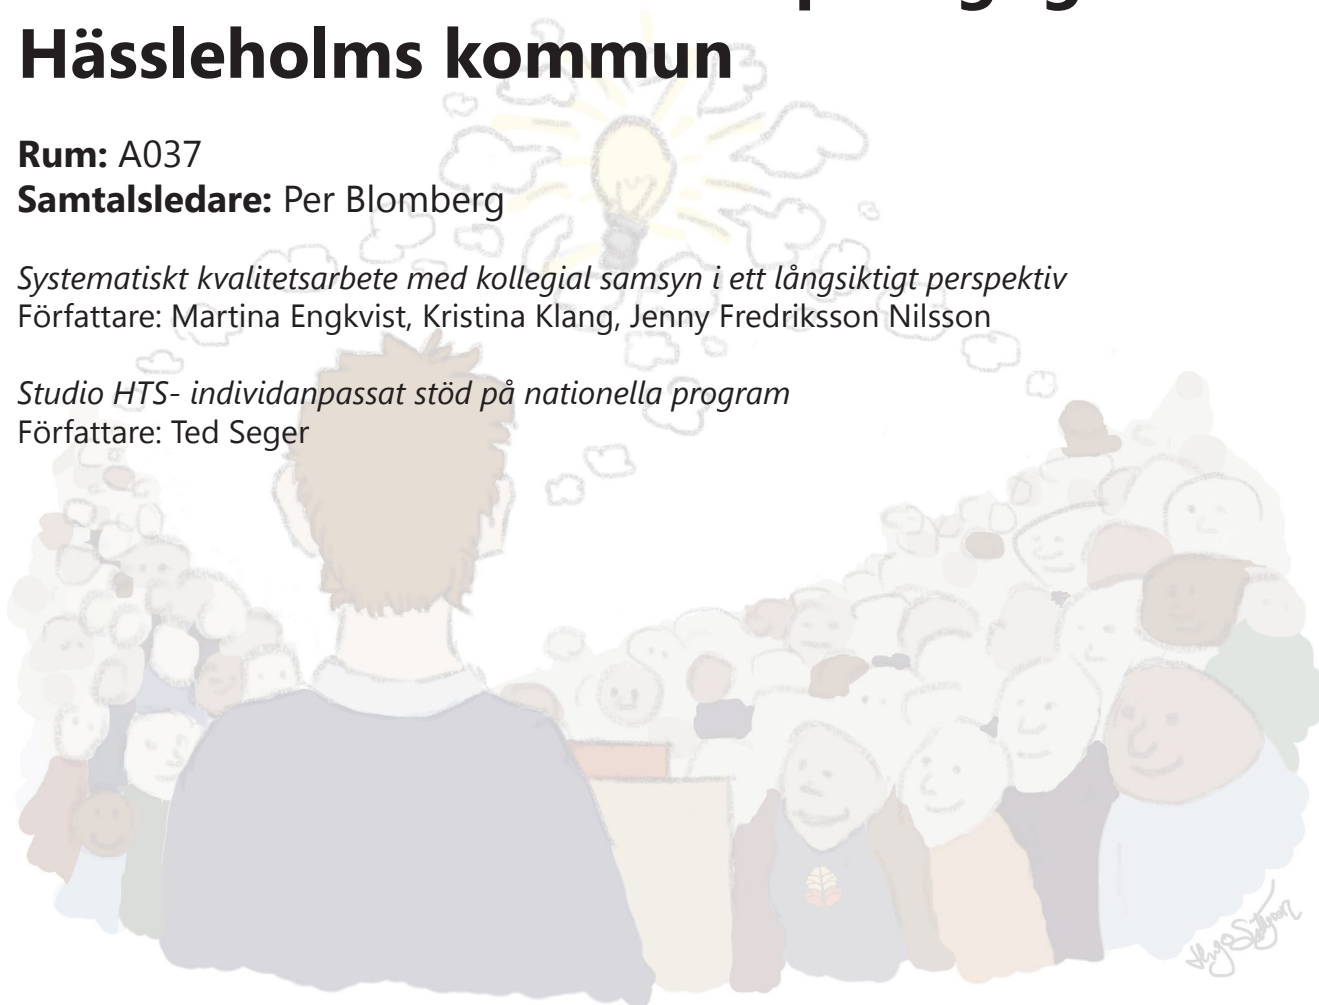 Hässleholms kommun
Rum: A037
Samtalsledare: Per Blomberg
Systematiskt kvalitetsarbete med kollegial samsyn i ett långsiktigt perspektiv
Författare: Martina Engkvist, Kristina Klang, Jenny Fredriksson Nilsson
Studio HTS- individanpassat stöd på nationella program
Författare: Ted Seger